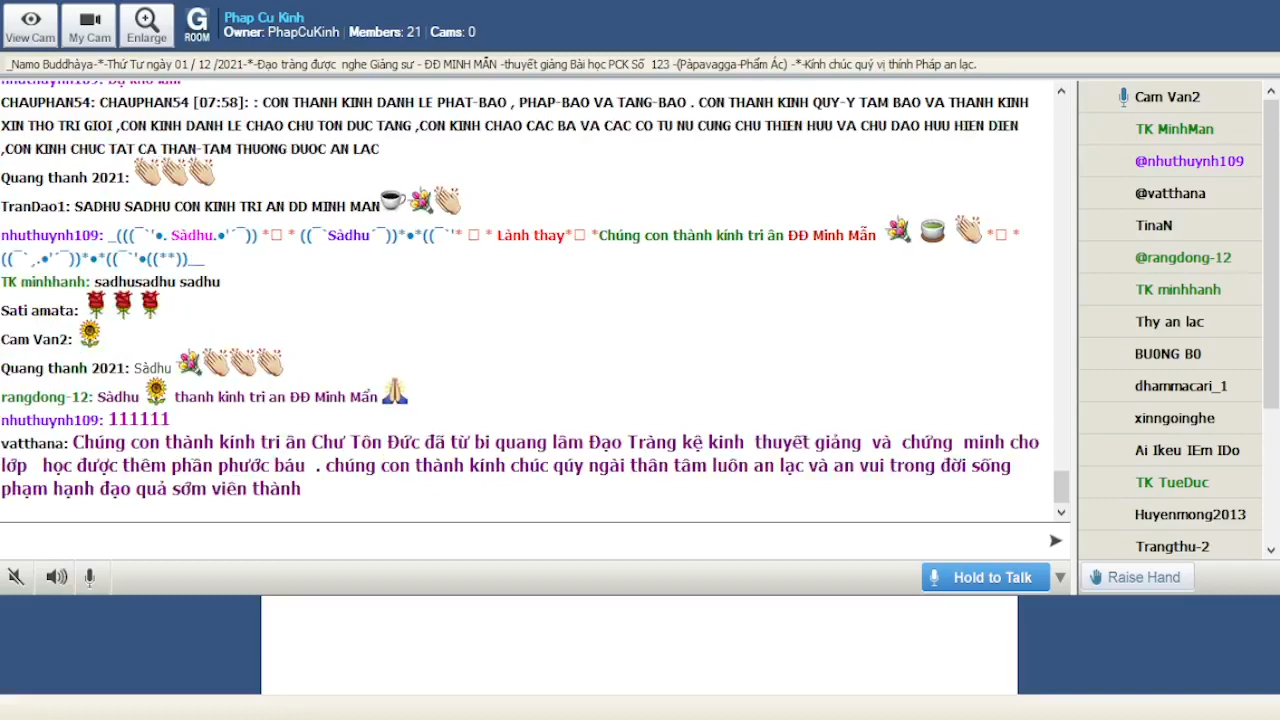 View Cam
My Cam
Enlarge
G
ROOM
Phap Cu Kinh
Owner: PhapCuKinh | Members: 21 | Cams: 0
_Namo Buddhàya-*-Thứ Tư ngày 01 / 12 /2021-*-Đạo tràng được nghe Giảng sư - ĐĐ MINH MẪN -thuyết giảng Bài học PCK Số 123 -(Pàpavagga-Phẩm Ác) -*-Kính chúc quý vị thính Pháp an lạc.
CHAUPHAN54: CHAUPHAN54 [07:58]: : CON THANH KINH DANH LE PHAT-BAO , PHAP-BAO VA TANG-BAO . CON THANH KINH QUY-Y TAM BAO VA THANH KINH
XIN THO TRI GIOI ,CON KINH DANH LE CHAO CHU TON DUC TANG ,CON KINH CHAO CAC BA VA CAC CO TU NU CUNG CHU THIEN HUU VA CHU DAO HUU HIEN DIEN
,CON KINH CHUC TAT CA THAN-TAM THUONG DUOC AN LAC
Quang thanh 2021:
TranDao1: SADHU SADHU CON KINH TRI AN DD MINH MAN
nhuthuynh109: _(((¯`'●. Sàdhu.●'´¯)) *□ * ((¯`Sàdhu´¯))*●*((¯`'* □ * Lành thay*□ *Chúng con thành kính tri ân ĐĐ Minh Mẫn *□ *
((¯`¸.●'´¯))*●*((¯`'●((**))__
TK minhhanh: sadhusadhu sadhu
Sati amata:
Cam Van2:
Quang thanh 2021: Sàdhu
rangdong-12: Sàdhu thanh kinh tri an ĐĐ Minh Mẩn
nhuthuynh109: 111111
vatthana: Chúng con thành kính tri ân Chư Tôn Đức đã từ bi quang lâm Đạo Tràng kệ kinh thuyết giảng và chứng minh cho
lớp học được thêm phần phước báu . chúng con thành kính chúc qúy ngài thân tâm luôn an lạc và an vui trong đời sống
phạm hạnh đạo quả sớm viên thành
Cam Van2
TK MinhMan
@nhuthuynh109
@vatthana
TinaN
@rangdong-12
TK minhhanh
Thy an lac
BU0NG B0
dhammacari_1
xinngoinghe
Ai Ikeu IEm IDo
TK TueDuc
Huyenmong2013
Trangthu-2
Hold to Talk
Raise Hand